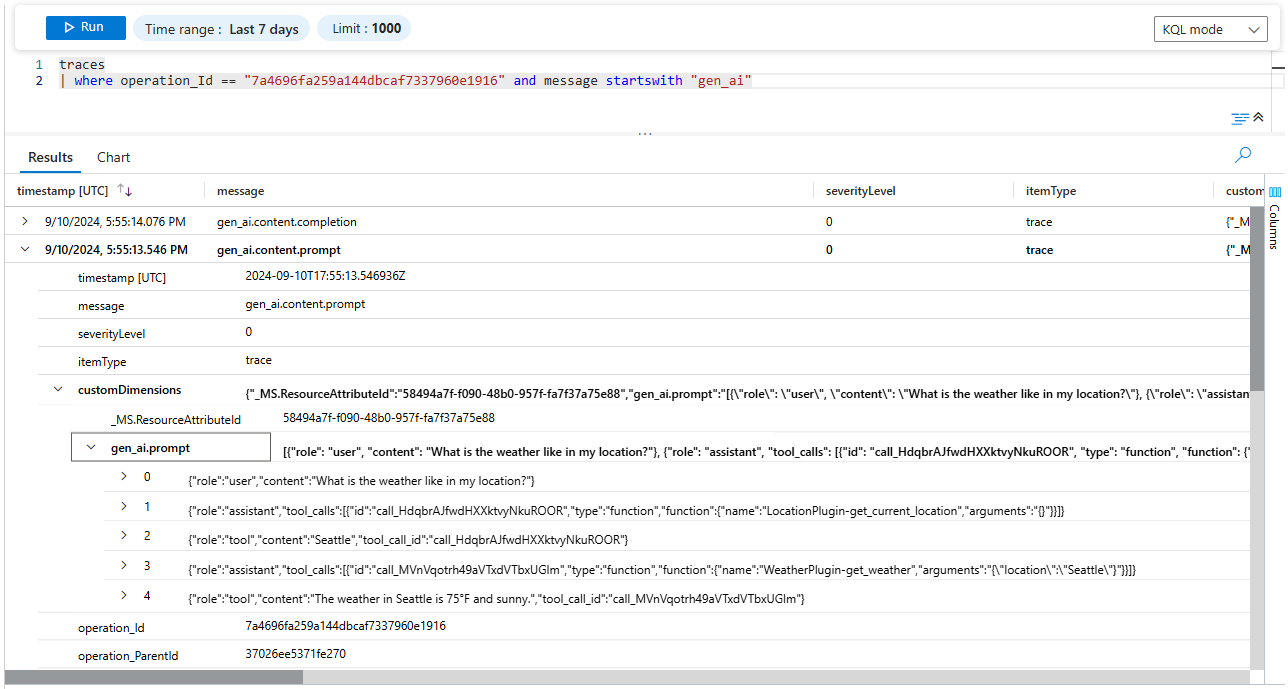 Run Time range : Last 7 days Limit : 1000 KQL mode
1 traces
2 | where operation_Id == "7a4696fa259a144dbcaf7337960e1916" and message startswith "gen_ai"
...
Results Chart
timestamp [UTC] message severityLevel itemType custom
Columns
9/10/2024, 5:55:14.076 PM gen_ai.content.completion 0 trace {"_M
9/10/2024, 5:55:13.546 PM gen_ai.content.prompt 0 trace {"_M
timestamp [UTC] 2024-09-10T17:55:13.546936Z
message gen_ai.content.prompt
severityLevel 0
itemType trace
customDimensions {"_MS.ResourceAttributeId":"58494a7f-f090-48b0-957f-fa7f37a75e88","gen_ai.prompt":"[{\"role\": \"user\", \"content\": \"What is the weather like in my location?\"}, {\"role\": \"assistan
_MS.ResourceAttributeId 58494a7f-f090-48b0-957f-fa7f37a75e88
gen_ai.prompt [{"role": "user", "content": "What is the weather like in my location?"}, {"role": "assistant", "tool_calls": [{"id": "call_HdqbrAJfwdHXXktvyNkuROOR", "type": "function", "function": {"
0 {"role":"user","content":"What is the weather like in my location?"}
1 {"role":"assistant","tool_calls":[{"id":"call_HdqbrAJfwdHXXktvyNkuROOR","type":"function","function":{"name":"LocationPlugin-get_current_location","arguments":"{}"}}]}
2 {"role":"tool","content":"Seattle","tool_call_id":"call_HdqbrAJfwdHXXktvyNkuROOR"}
3 {"role":"assistant","tool_calls":[{"id":"call_MVnVqotrh49aVTxdVTbxUGlm","type":"function","function":{"name":"WeatherPlugin-get_weather","arguments":"{\"location\":\"Seattle\"}"}}]}
4 {"role":"tool","content":"The weather in Seattle is 75°F and sunny.","tool_call_id":"call_MVnVqotrh49aVTxdVTbxUGlm"}
operation_Id 7a4696fa259a144dbcaf7337960e1916
operation_ParentId 37026ee5371fe270